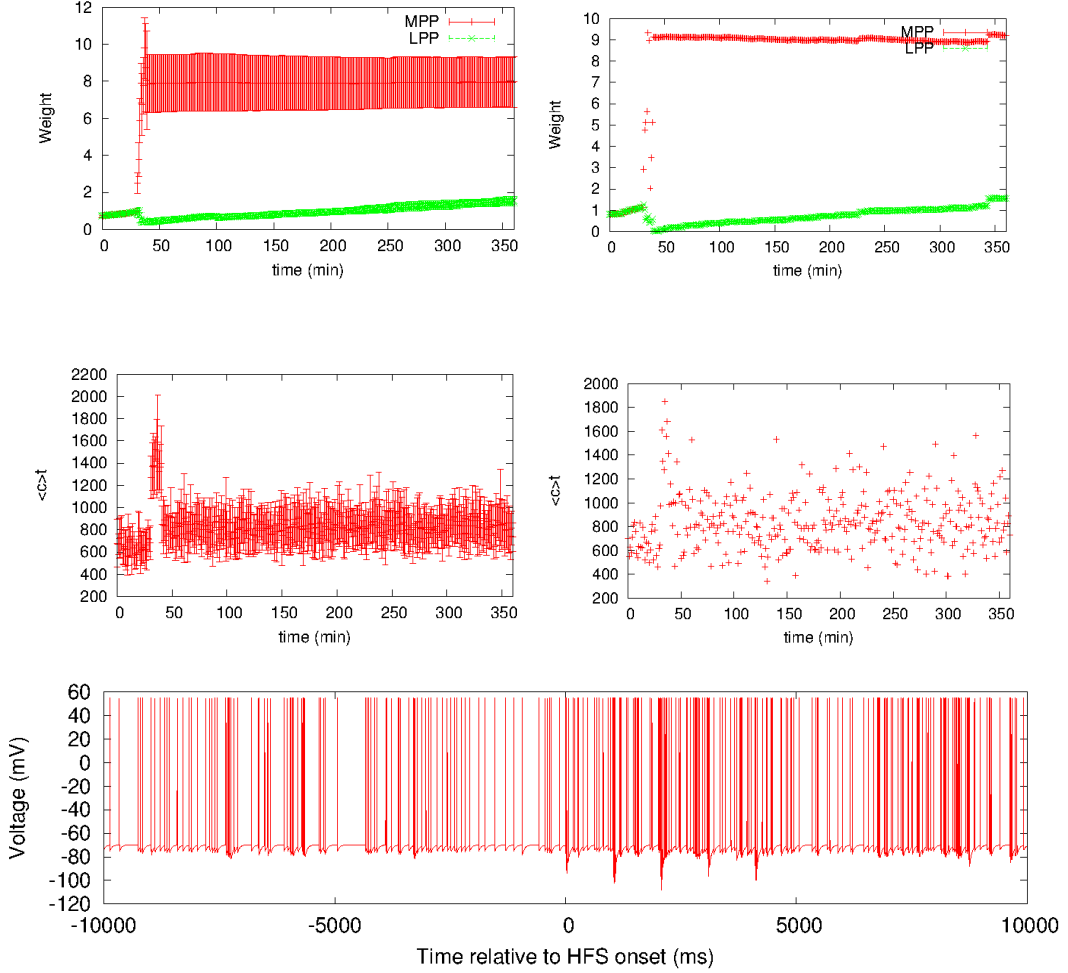 12
10
8
6
4
2
0
Weight
MPP
LPP
0 50 100 150 200 250 300 350
time (min)
10
9
8
7
6
5
4
3
2
1
0
Weight
MPP
LPP
0 50 100 150 200 250 300 350
time (min)
2200
2000
1800
1600
1400
1200
1000
800
600
400
200
<c>t
0 50 100 150 200 250 300 350
time (min)
2000
1800
1600
1400
1200
1000
800
600
400
200
<c>t
0 50 100 150 200 250 300 350
time (min)
60
40
20
0
-20
-40
-60
-80
-100
-120
Voltage (mV)
-10000 -5000 0 5000 10000
Time relative to HFS onset (ms)